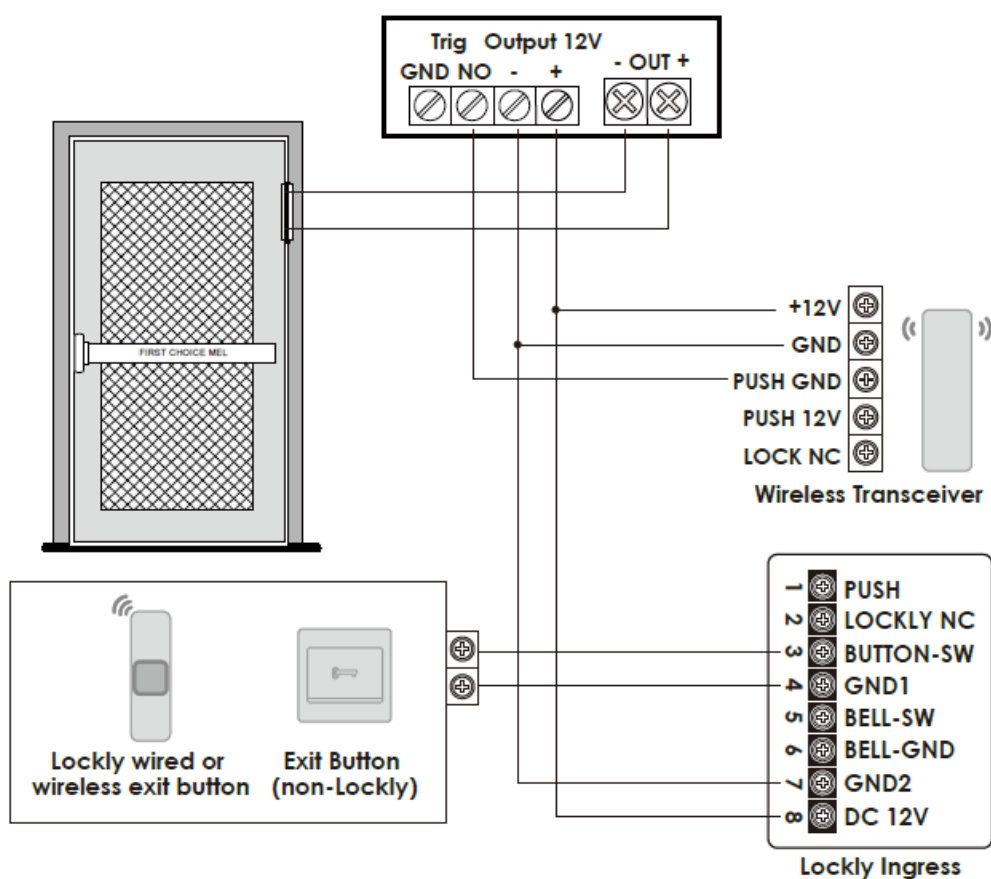 Trig Output 12V
GND NO - + - OUT +
FIRST CHOICE MEL
+12V
GND
PUSH GND
PUSH 12V
LOCK NC
Wireless Transceiver
Lockly wired or
wireless exit button
Exit Button
(non-Lockly)
1 PUSH
2 LOCKLY NC
3 BUTTON-SW
4 GND1
5 BELL-SW
6 BELL-GND
7 GND2
8 DC 12V
Lockly Ingress